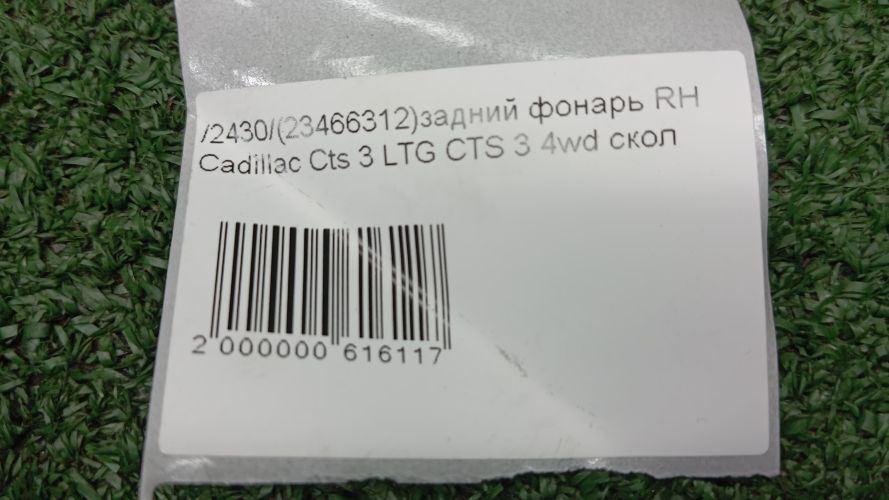 /2430/(23466312)задний фонарь RH
Cadillac Cts 3 LTG CTS 3 4wd скол
2 000000 616117